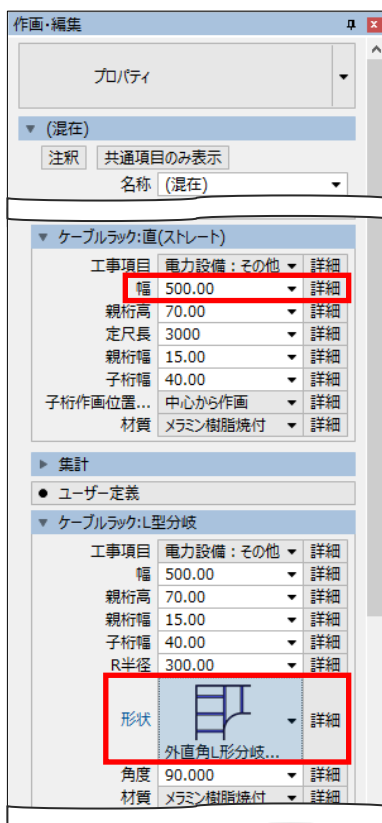 作画・編集
プロパティ
(混在)
注釈 共通項目のみ表示
名称 (混在)
ケーブルラック:直(ストレート)
工事項目 電力設備：その他 詳細
幅 500.00 詳細
親桁高 70.00 詳細
定尺長 3000 詳細
親桁幅 15.00 詳細
子桁幅 40.00 詳細
子桁作画位置... 中心から作画 詳細
材質 メラミン樹脂焼付 詳細
集計
ユーザー定義
ケーブルラック:L型分岐
工事項目 電力設備：その他 詳細
幅 500.00 詳細
親桁高 70.00 詳細
親桁幅 15.00 詳細
子桁幅 40.00 詳細
R半径 300.00 詳細
形状 外直角L形分岐... 詳細
角度 90.000 詳細
材質 メラミン樹脂焼付 詳細